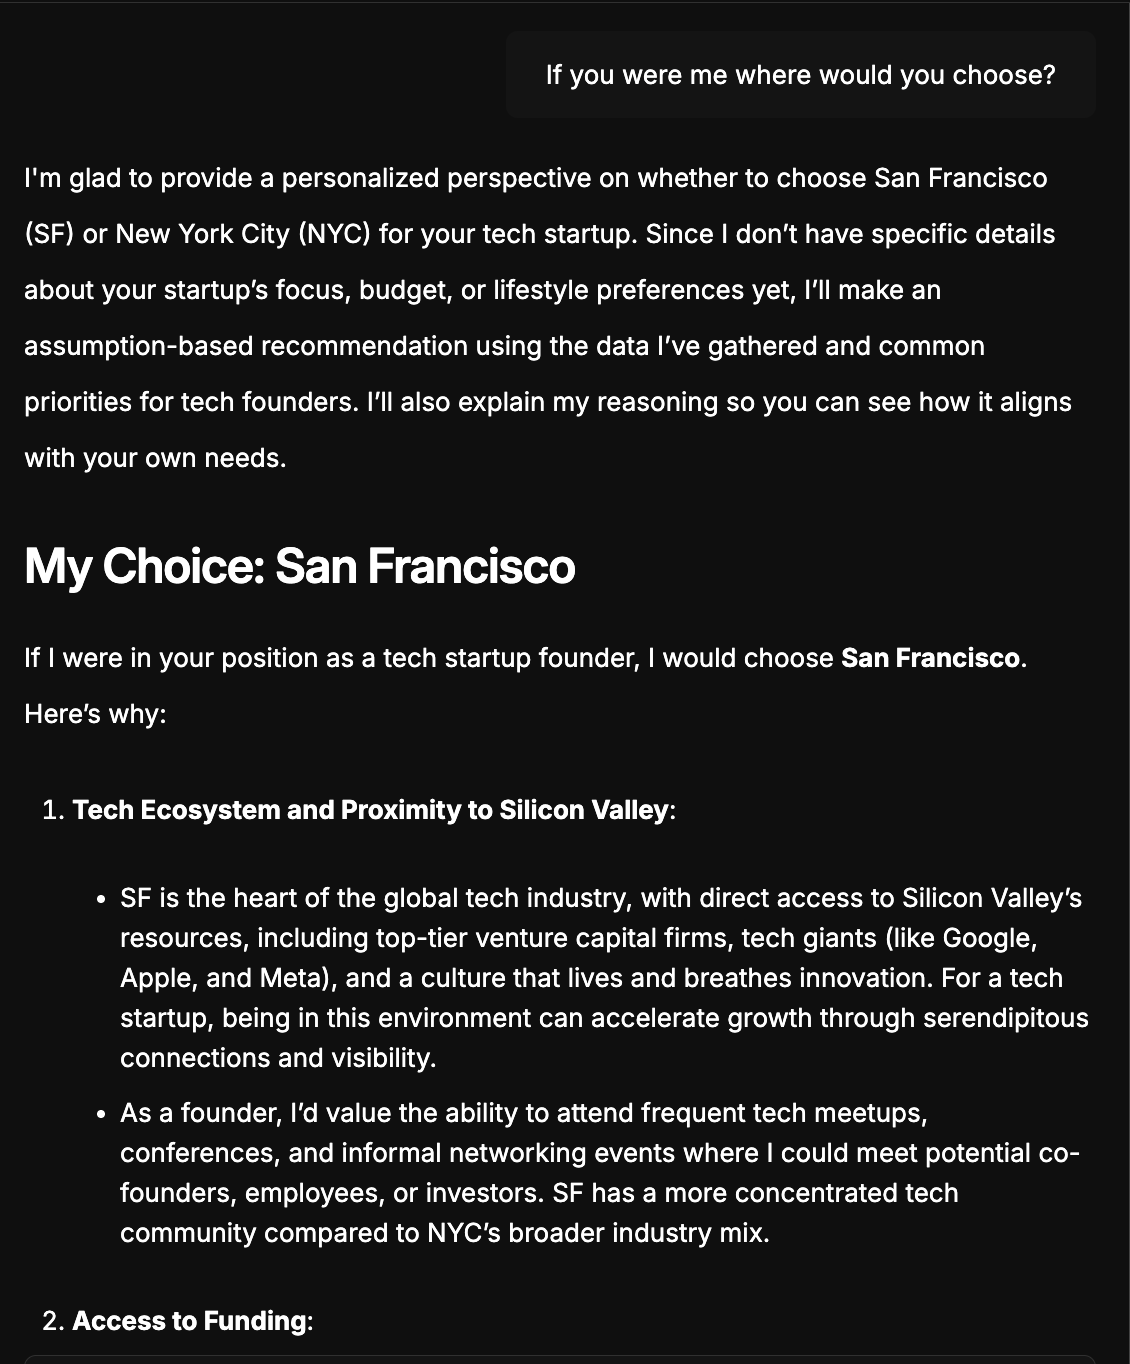 If you were me where would you choose?
I'm glad to provide a personalized perspective on whether to choose San Francisco
(SF) or New York City (NYC) for your tech startup. Since I don’t have specific details
about your startup’s focus, budget, or lifestyle preferences yet, I’ll make an
assumption-based recommendation using the data I’ve gathered and common
priorities for tech founders. I’ll also explain my reasoning so you can see how it aligns
with your own needs.
My Choice: San Francisco
If I were in your position as a tech startup founder, I would choose San Francisco.
Here’s why:
1. Tech Ecosystem and Proximity to Silicon Valley:
• SF is the heart of the global tech industry, with direct access to Silicon Valley’s
resources, including top-tier venture capital firms, tech giants (like Google,
Apple, and Meta), and a culture that lives and breathes innovation. For a tech
startup, being in this environment can accelerate growth through serendipitous
connections and visibility.
• As a founder, I’d value the ability to attend frequent tech meetups,
conferences, and informal networking events where I could meet potential co-
founders, employees, or investors. SF has a more concentrated tech
community compared to NYC’s broader industry mix.
2. Access to Funding: